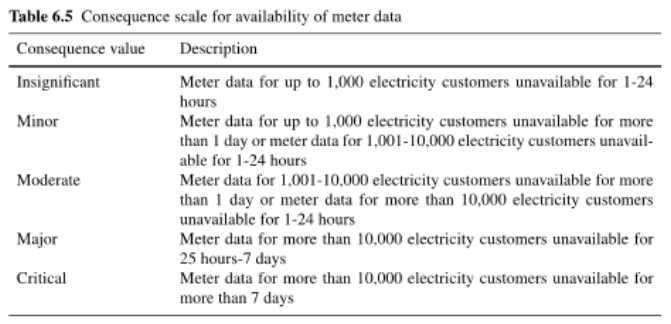 Table 6.5 Consequence scale for availability of meter data
Consequence value Description
Insignificant Meter data for up to 1,000 electricity customers unavailable for 1-24
hours
Minor Meter data for up to 1,000 electricity customers unavailable for more
than 1 day or meter data for 1,001-10,000 electricity customers unavail-
able for 1-24 hours
Moderate Meter data for 1,001-10,000 electricity customers unavailable for more
than 1 day or meter data for more than 10,000 electricity customers
unavailable for 1-24 hours
Major Meter data for more than 10,000 electricity customers unavailable for
25 hours-7 days
Critical Meter data for more than 10,000 electricity customers unavailable for
more than 7 days